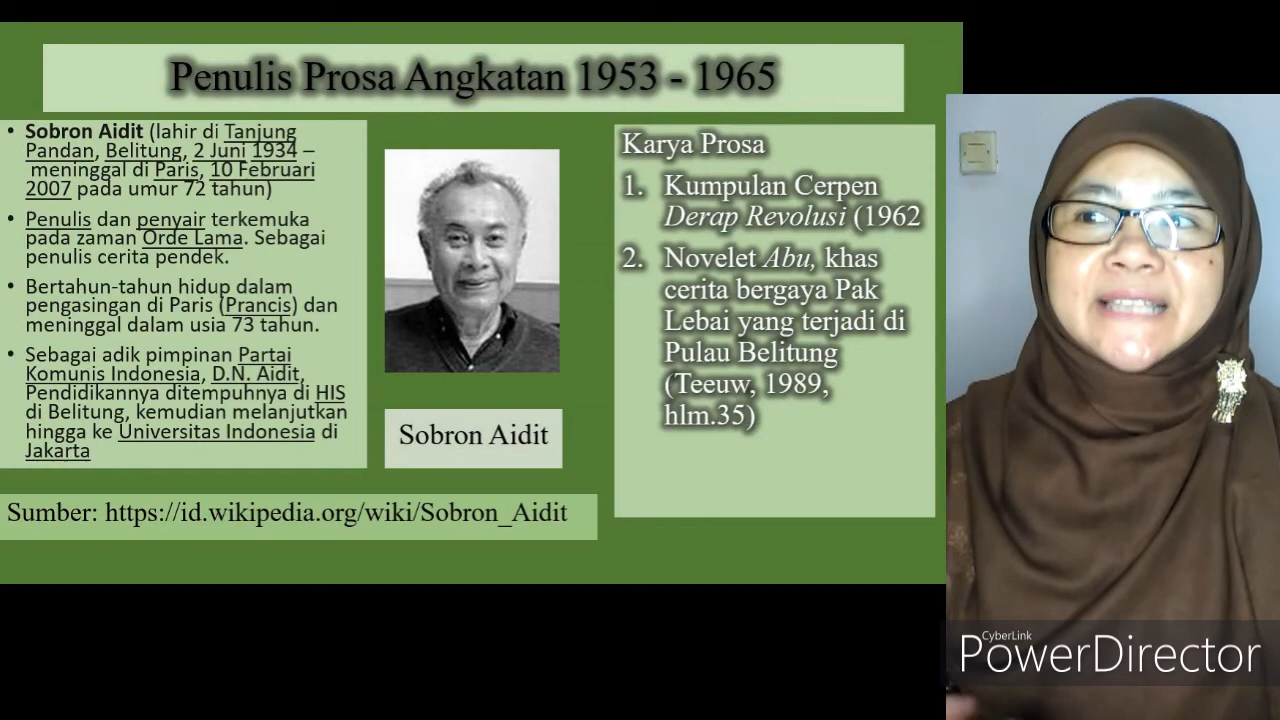 Penulis Prosa Angkatan 1953 - 1965
• Sobron Aidit (lahir di Tanjung
Pandan, Belitung, 2 Juni 1934 –
meninggal di Paris, 10 Februari
2007 pada umur 72 tahun)
• Penulis dan penyair terkemuka
pada zaman Orde Lama. Sebagai
penulis cerita pendek.
• Bertahun-tahun hidup dalam
pengasingan di Paris (Prancis) dan
meninggal dalam usia 73 tahun.
• Sebagai adik pimpinan Partai
Komunis Indonesia, D.N. Aidit,
Pendidikannya ditempuhnya di HIS
di Belitung, kemudian melanjutkan
hingga ke Universitas Indonesia di
Jakarta
Sobron Aidit
Karya Prosa
1. Kumpulan Cerpen
Derap Revolusi (1962
2. Novelet Abu, khas
cerita bergaya Pak
Lebai yang terjadi di
Pulau Belitung
(Teeuw, 1989,
hlm.35)
Sumber: https://id.wikipedia.org/wiki/Sobron_Aidit
CyberLink
PowerDirector